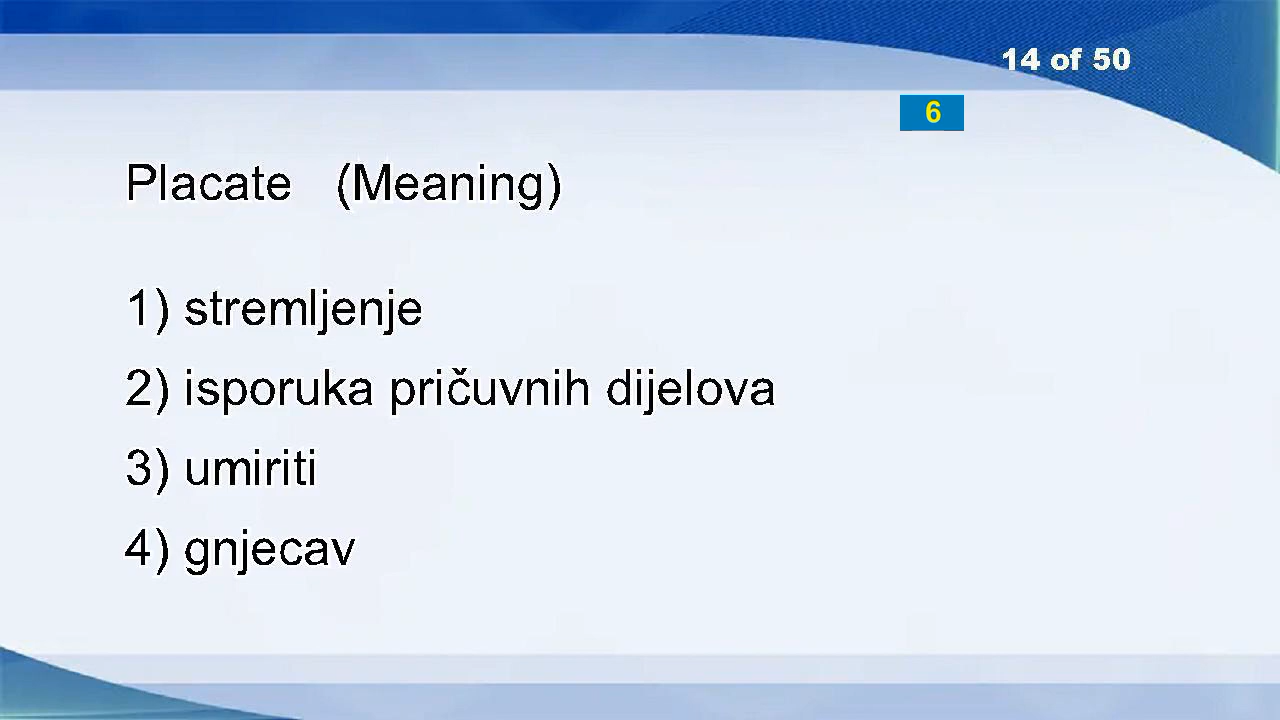 14 of 50
6
Placate (Meaning)
1) stremljenje
2) isporuka pričuvnih dijelova
3) umiriti
4) gnjecav